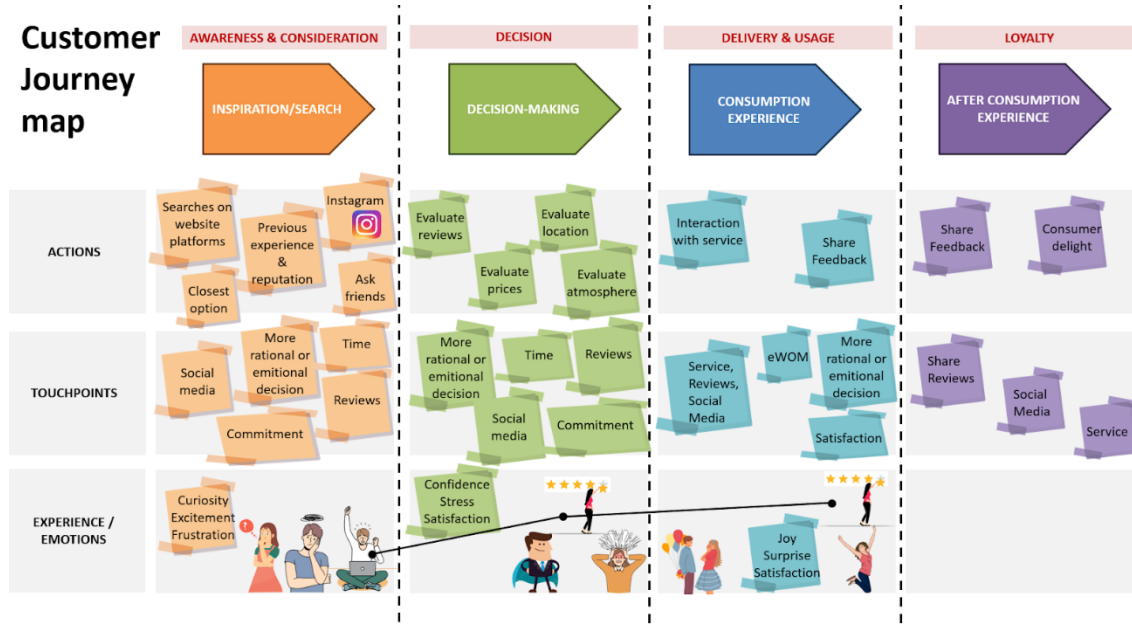 Customer
Journey
map
AWARENESS & CONSIDERATION
DECISION
DELIVERY & USAGE
LOYALTY
INSPIRATION/SEARCH
DECISION-MAKING
CONSUMPTION
EXPERIENCE
AFTER CONSUMPTION
EXPERIENCE
ACTIONS
Searches on
website
platforms
Previous
experience
&
reputation
Instagram
Closest
option
Ask
friends
Evaluate
reviews
Evaluate
location
Evaluate
prices
Evaluate
atmosphere
Interaction
with service
Share
Feedback
Share
Feedback
Consumer
delight
TOUCHPOINTS
Social
media
More
rational or
emitional
decision
Time
Reviews
Commitment
More
rational or
emitional
decision
Time
Reviews
Social
media
Commitment
Service,
Reviews,
Social
Media
eWOM
More
rational or
emitional
decision
Satisfaction
Share
Reviews
Social
Media
Service
EXPERIENCE /
EMOTIONS
Curiosity
Excitement
Frustration
?
Confidence
Stress
Satisfaction
Joy
Surprise
Satisfaction